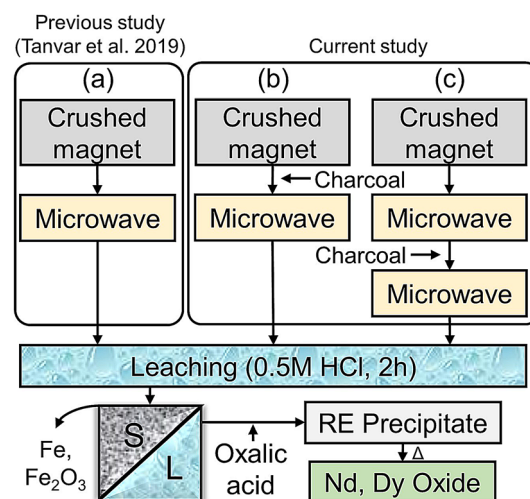 Previous study
(Tanvar et al. 2019)
Current study
(a)
(b)
(c)
Crushed
magnet
Crushed
magnet
Crushed
magnet
Charcoal
Microwave
Microwave
Microwave
Charcoal
Microwave
Leaching (0.5M HCl, 2h)
S
L
Fe,
Fe₂O₃
Oxalic
acid
RE Precipitate
Δ
Nd, Dy Oxide